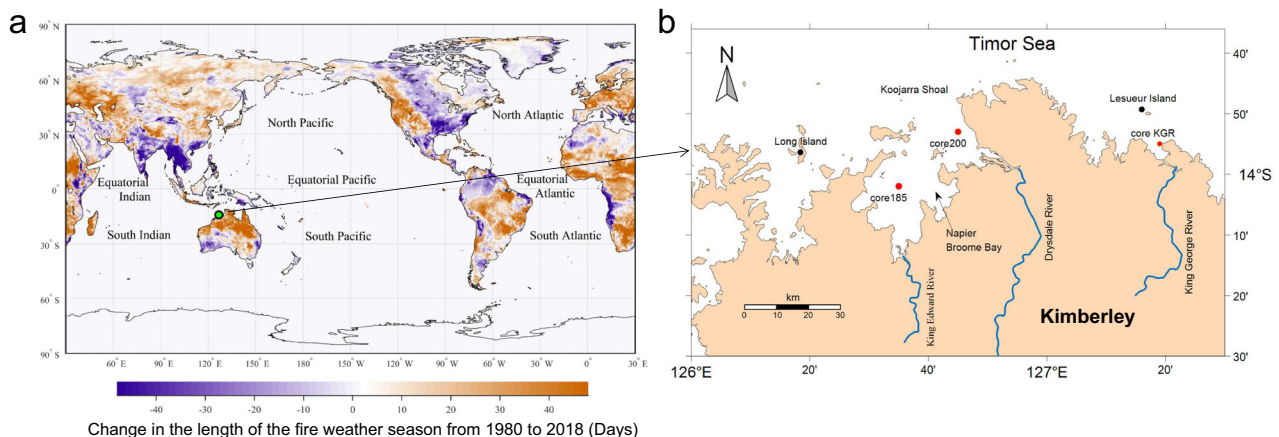 a
90° N
60° N
30° N
0°
30° S
60° S
90° S
North Pacific
North Atlantic
Equatorial
Indian
Equatorial Pacific
Equatorial
Atlantic
South Indian
South Pacific
South Atlantic
60° E
90° E
120° E
150° E
180° E
150° W
120° W
90° W
60° W
30° W
0°
30° E
-40
-30
-20
-10
0
10
20
30
40
Change in the length of the fire weather season from 1980 to 2018 (Days)
b
N
Timor Sea
Koojarra Shoal
Lesueur Island
Long Island
core200
core KGR
core185
Napier
Broome Bay
Drysdale River
King George River
King Edward River
km
0
10
20
30
Kimberley
40'
50'
14°S
10'
20'
30'
126°E
20'
40'
127°E
20'